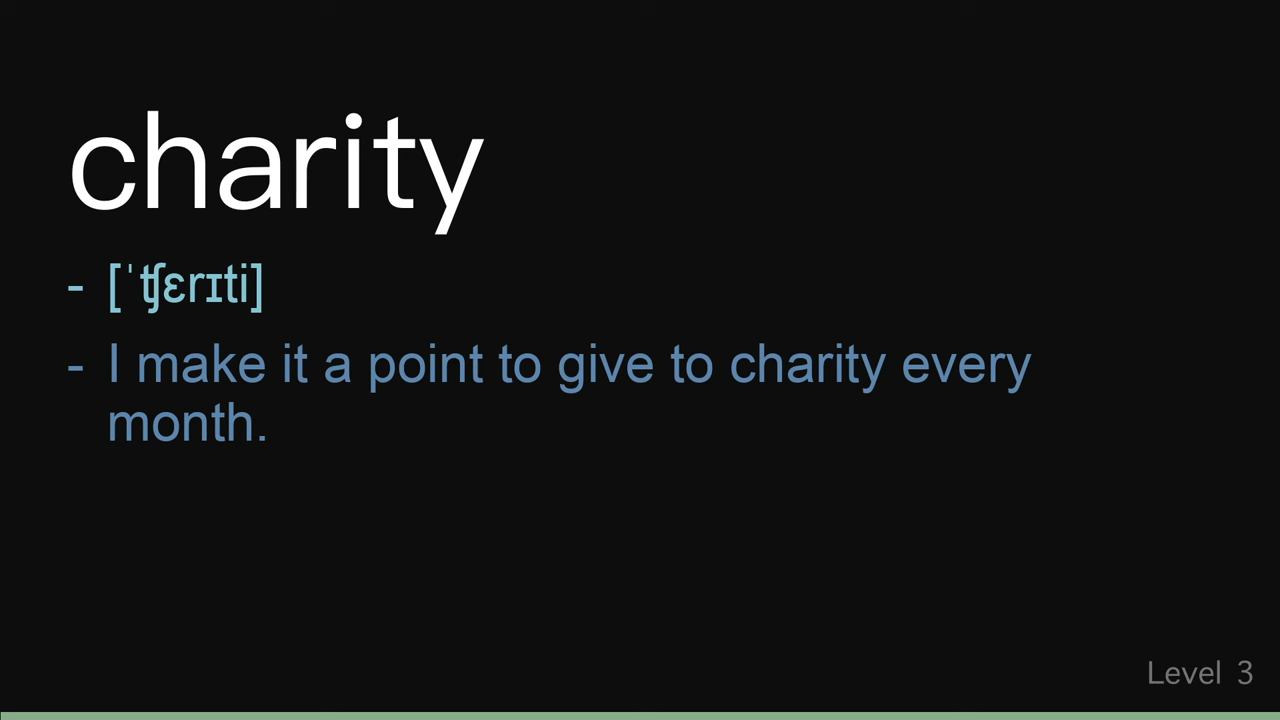 charity
- [ˈʧɛrɪti]
- I make it a point to give to charity every
month.
Level 3